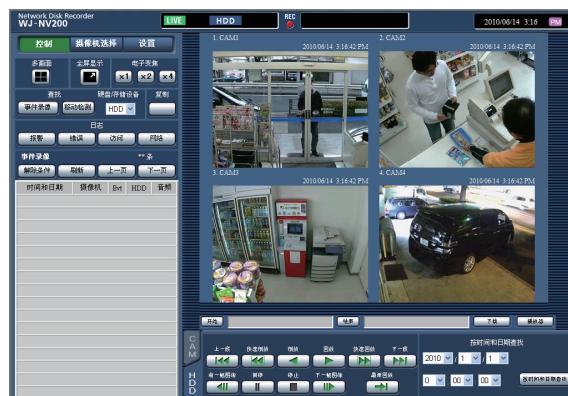 Network Disk Recorder
WJ-NV200
LIVE HDD REC 2010/06/14 3:16 PM
控制 摄像机选择 设置
多画面 全屏显示 电子变焦
×1 ×2 ×4
查找 硬盘/存储设备 复制
事件录像 移动检测 HDD
日志
报警 错误 访问 网络
事件录像 **条
解除条件 刷新 上一页 下一页
时间和日期 摄像机 Evt HDD 音频
1. CAM1
2010/06/14 3:16:42 PM
2. CAM2
2010/06/14 3:16:42 PM
3. CAM3
2010/06/14 3:16:42 PM
4. CAM4
2010/06/14 3:16:42 PM
开始 结束 下载 播放器
CAM
HDD
上一段 快速倒放 倒放 回放 快速回放 下一段
前一帧图像 暂停 停止 下一帧图像 最新回放
按时间和日期查找
2010 / 1 / 1
0 : 00 : 00 按时间和日期查找